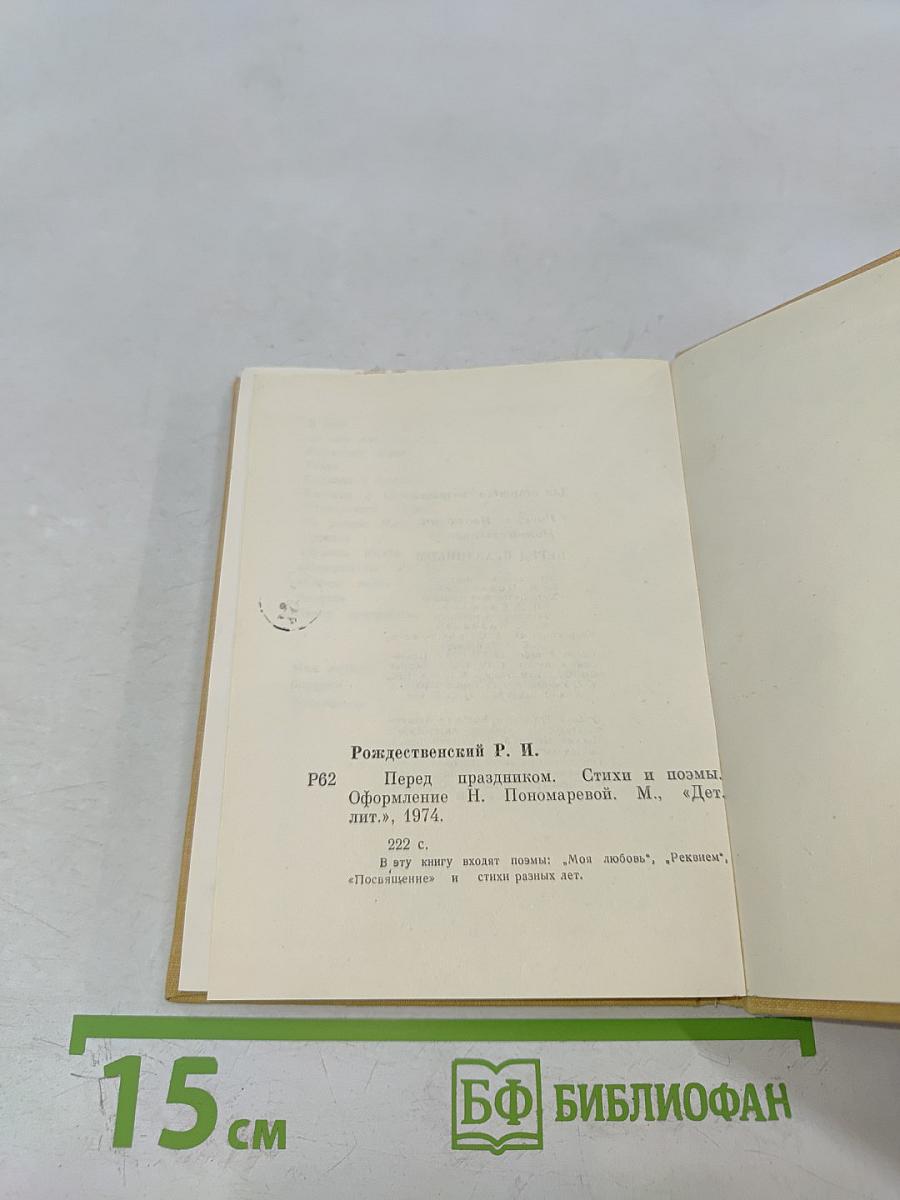 Рождественский Р. И.
Р62 Перед праздником. Стихи и поэмы.
Оформление Н. Пономаревой. М., «Дет.
лит.», 1974.
222 с.
В эту книгу входят поэмы: „Моя любовь“, „Реквием“,
«Посвящение» и стихи разных лет.
15 см
БФ БИБЛИОФАН